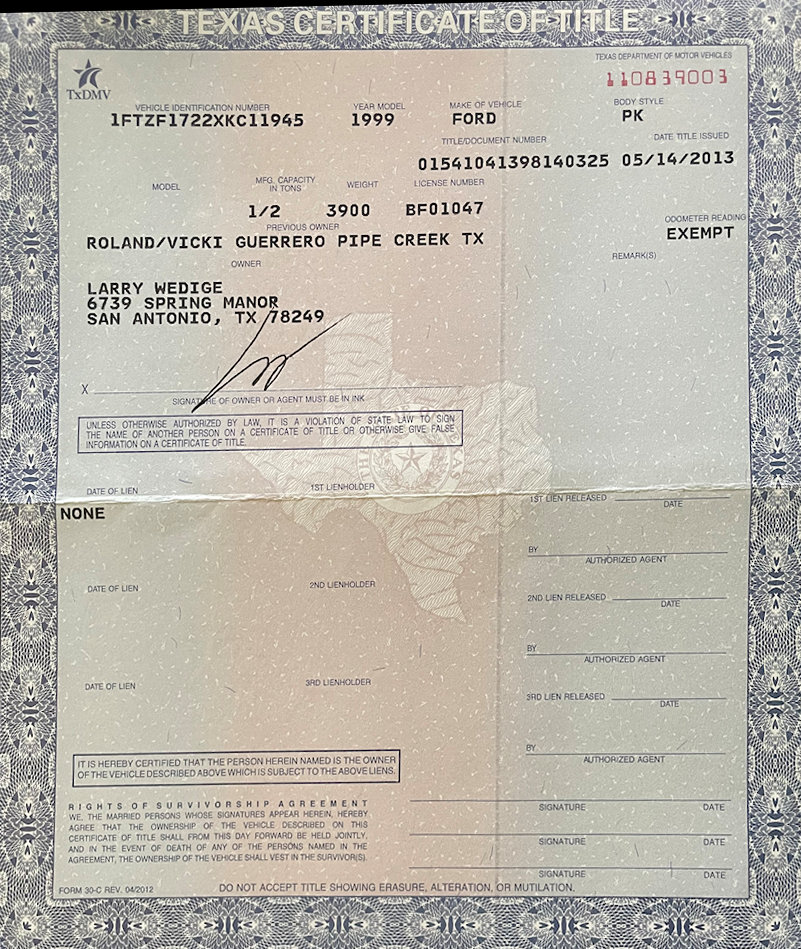 TEXAS CERTIFICATE OF TITLE
TEXAS DEPARTMENT OF MOTOR VEHICLES
TxDMV
110839003
VEHICLE IDENTIFICATION NUMBER YEAR MODEL MAKE OF VEHICLE BODY STYLE
1FTZF1722XKC11945 1999 FORD PK
TITLE/DOCUMENT NUMBER DATE TITLE ISSUED
01541041398140325 05/14/2013
MODEL MFG. CAPACITY IN TONS WEIGHT LICENSE NUMBER
1/2 3900 BF01047
PREVIOUS OWNER ODOMETER READING
ROLAND/VICKI GUERRERO PIPE CREEK TX EXEMPT
OWNER REMARK(S)
LARRY WEDIGE
6739 SPRING MANOR
SAN ANTONIO, TX 78249
X
SIGNATURE OF OWNER OR AGENT MUST BE IN INK
UNLESS OTHERWISE AUTHORIZED BY LAW, IT IS A VIOLATION OF STATE LAW TO SIGN
THE NAME OF ANOTHER PERSON ON A CERTIFICATE OF TITLE OR OTHERWISE GIVE FALSE
INFORMATION ON A CERTIFICATE OF TITLE.
DATE OF LIEN 1ST LIENHOLDER
1ST LIEN RELEASED
DATE
NONE
BY
AUTHORIZED AGENT
DATE OF LIEN 2ND LIENHOLDER
2ND LIEN RELEASED
DATE
BY
AUTHORIZED AGENT
DATE OF LIEN 3RD LIENHOLDER
3RD LIEN RELEASED
DATE
BY
AUTHORIZED AGENT
IT IS HEREBY CERTIFIED THAT THE PERSON HEREIN NAMED IS THE OWNER
OF THE VEHICLE DESCRIBED ABOVE WHICH IS SUBJECT TO THE ABOVE LIENS.
RIGHTS OF SURVIVORSHIP AGREEMENT
WE, THE MARRIED PERSONS WHOSE SIGNATURES APPEAR HEREIN, HEREBY
AGREE THAT THE OWNERSHIP OF THE VEHICLE DESCRIBED ON THIS
CERTIFICATE OF TITLE SHALL FROM THIS DAY FORWARD BE HELD JOINTLY,
AND IN THE EVENT OF DEATH OF ANY OF THE PERSONS NAMED IN THE
AGREEMENT, THE OWNERSHIP OF THE VEHICLE SHALL VEST IN THE SURVIVOR(S).
SIGNATURE DATE
SIGNATURE DATE
SIGNATURE DATE
FORM 30-C REV. 04/2012 DO NOT ACCEPT TITLE SHOWING ERASURE, ALTERATION, OR MUTILATION.